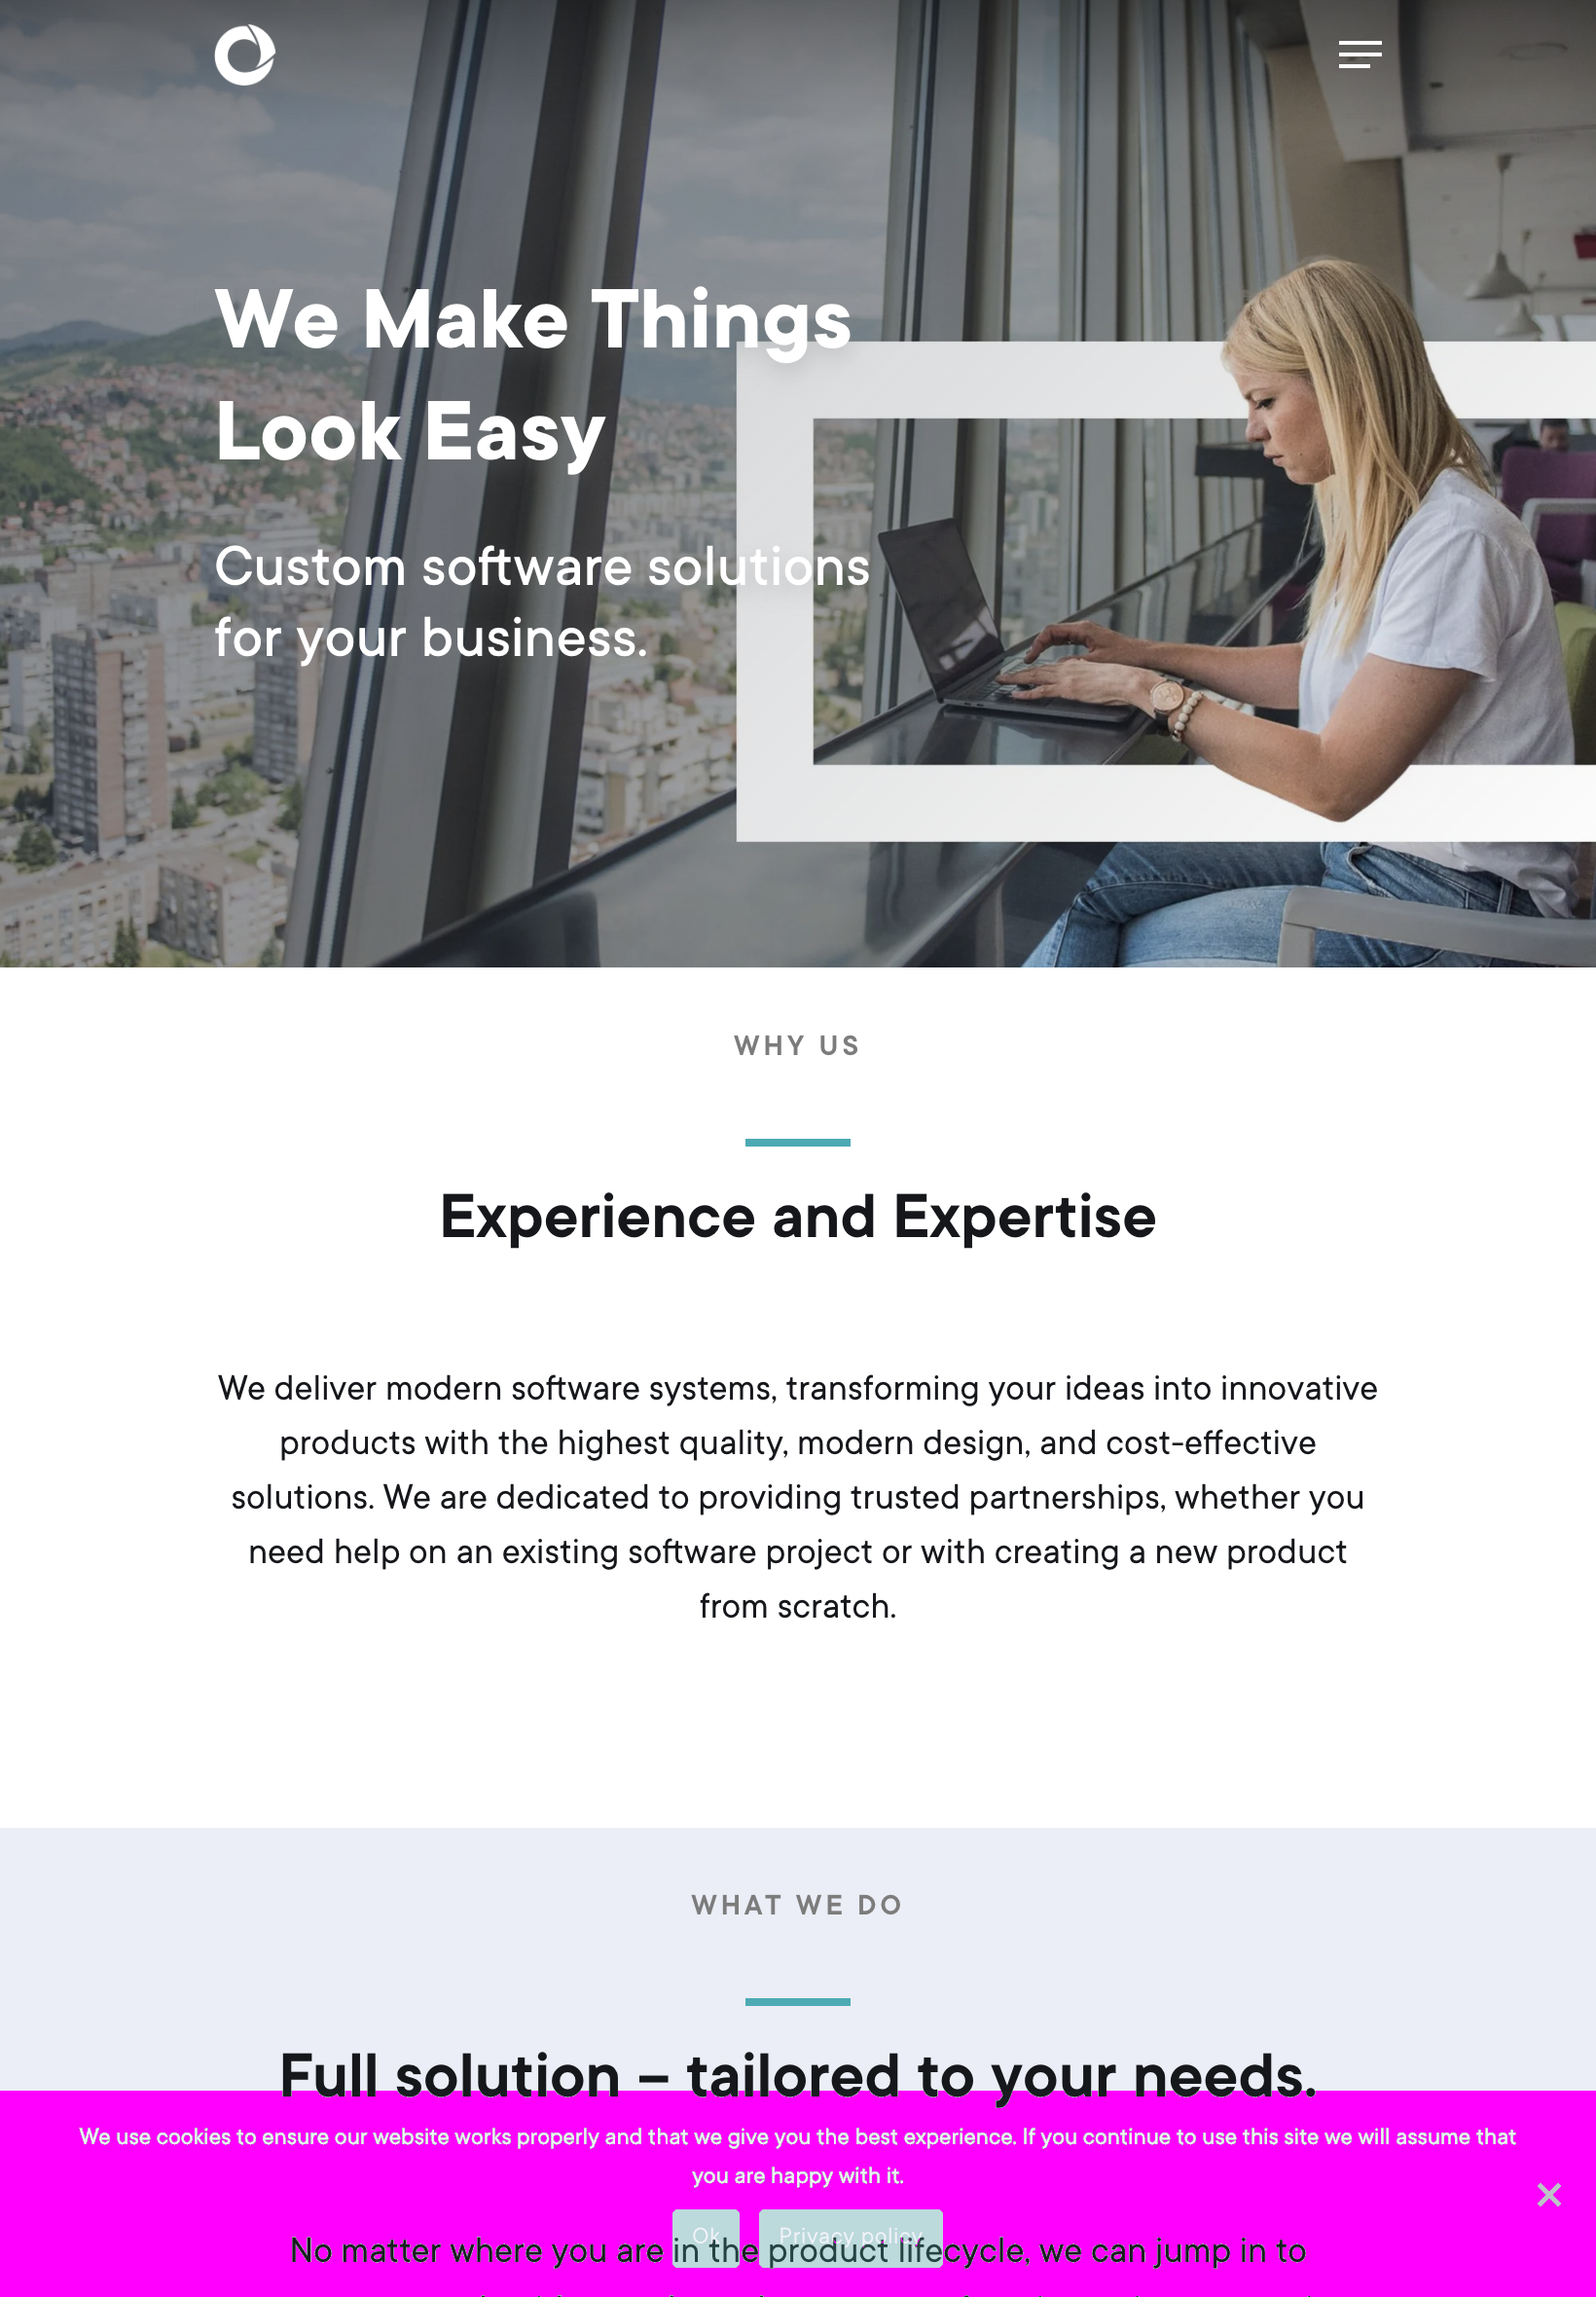 We Make Things
Look Easy
Custom software solutions
for your business.
WHY US
Experience and Expertise
We deliver modern software systems, transforming your ideas into innovative
products with the highest quality, modern design, and cost-effective
solutions. We are dedicated to providing trusted partnerships, whether you
need help on an existing software project or with creating a new product
from scratch.
WHAT WE DO
Full solution – tailored to your needs.
We use cookies to ensure our website works properly and that we give you the best experience. If you continue to use this site we will assume that
you are happy with it.
Ok Privacy policy
No matter where you are in the product lifecycle, we can jump in to